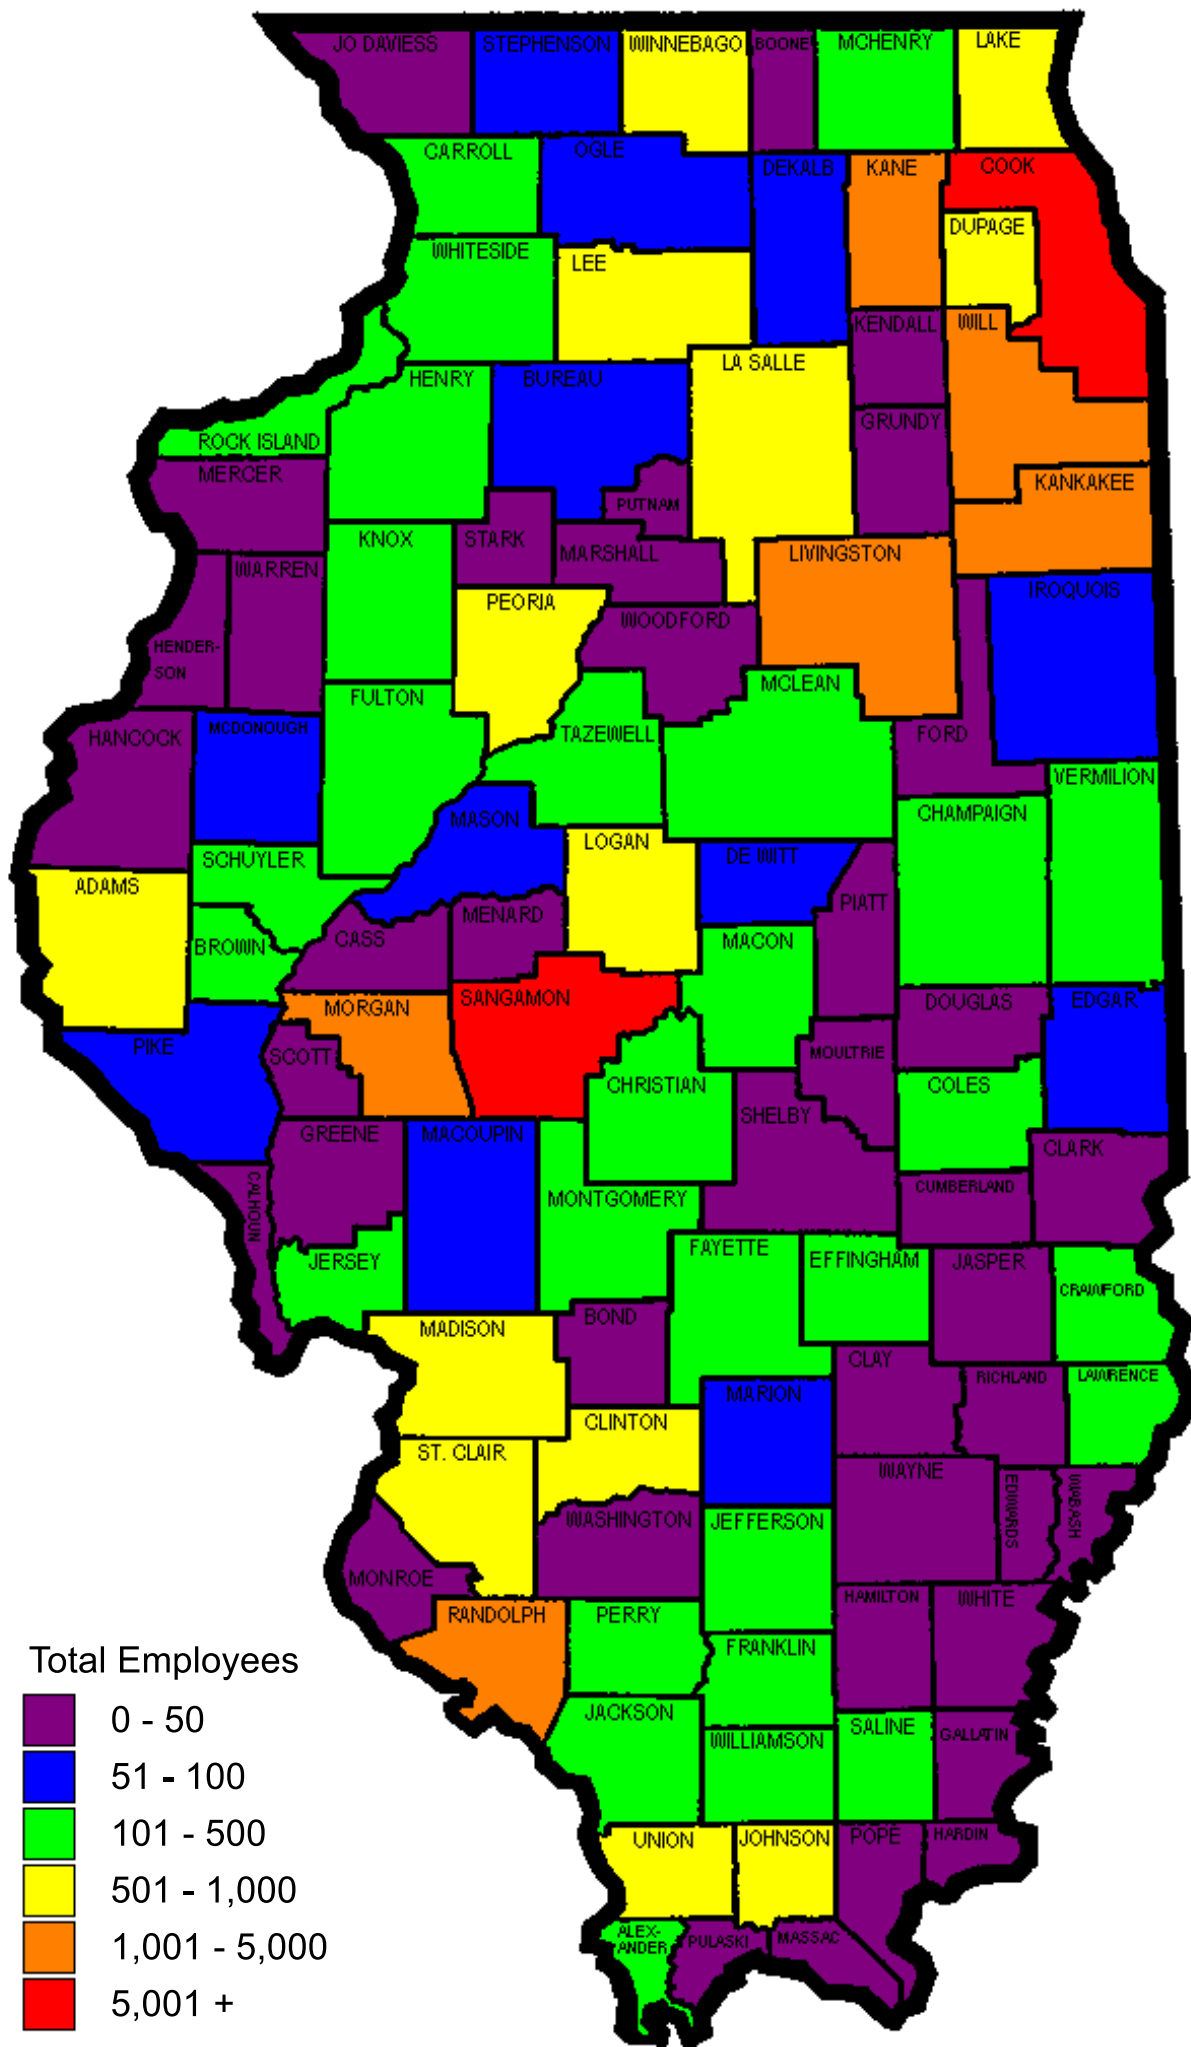 JO DAVIESS
STEPHENSON
WINNEBAGO
BOONE
MCHENRY
LAKE
CARROLL
OGLE
DEKALB
KANE
COOK
DUPAGE
WHITESIDE
LEE
KENDALL
WILL
LA SALLE
HENRY
BUREAU
GRUNDY
ROCK ISLAND
MERCER
KANKAKEE
PUTNAM
KNOX
STARK
MARSHALL
LIVINGSTON
WARREN
IROQUOIS
PEORIA
WOODFORD
HENDER-
SON
MCLEAN
FULTON
HANCOCK
MCDONOUGH
TAZEWELL
FORD
VERMILION
MASON
CHAMPAIGN
LOGAN
SCHUYLER
DE WITT
ADAMS
PIATT
MENARD
CASS
MACON
BROWN
MORGAN
SANGAMON
DOUGLAS
EDGAR
PIKE
SCOTT
MOULTRIE
CHRISTIAN
COLES
SHELBY
GREENE
MACOUPIN
CLARK
CALHOUN
MONTGOMERY
CUMBERLAND
JERSEY
FAYETTE
EFFINGHAM
JASPER
CRAWFORD
MADISON
BOND
CLAY
RICHLAND
LAWRENCE
MARION
CLINTON
ST. CLAIR
WAYNE
EDWARDS
WABASH
WASHINGTON
JEFFERSON
MONROE
HAMILTON
WHITE
RANDOLPH
PERRY
FRANKLIN
JACKSON
WILLIAMSON
SALINE
GALLATIN
UNION
JOHNSON
POPE
HARDIN
ALEX-
ANDER
PULASKI
MASSAC
Total Employees
0 - 50
51 - 100
101 - 500
501 - 1,000
1,001 - 5,000
5,001 +